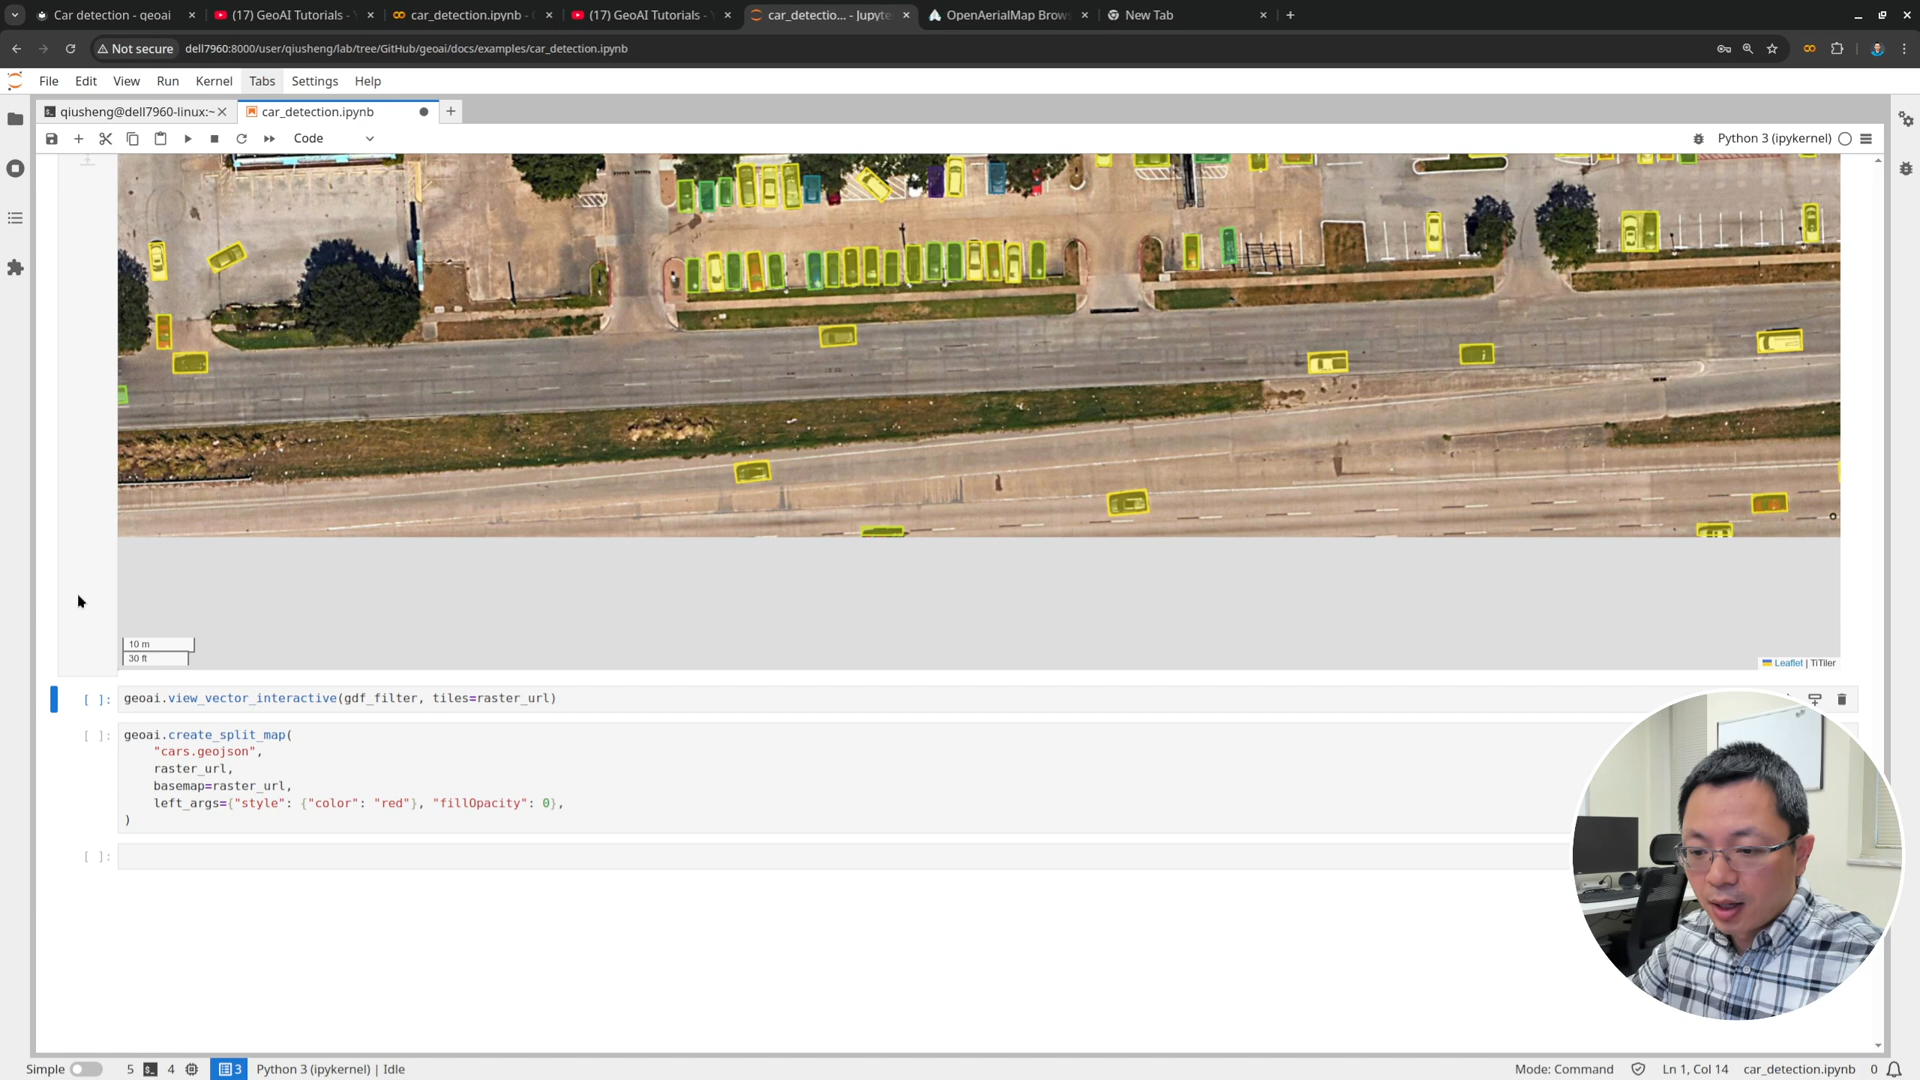 Car detection - geoai
(17) GeoAI Tutorials -
car_detection.ipynb -
(17) GeoAI Tutorials -
car_detectio... - Jupyte
OpenAerialMap Brow
New Tab
Not secure
dell7960:8000/user/qiusheng/lab/tree/GitHub/geoai/docs/examples/car_detection.ipynb
File Edit View Run Kernel Tabs Settings Help
qiusheng@dell7960-linux:~
car_detection.ipynb
Code
Python 3 (ipykernel)
10 m
30 ft
Leaflet | TiTiler
[ ]: geoai.view_vector_interactive(gdf_filter, tiles=raster_url)
[ ]: geoai.create_split_map(
"cars.geojson",
raster_url,
basemap=raster_url,
left_args={"style": {"color": "red"}, "fillOpacity": 0},
)
[ ]:
Simple 5 4 3 Python 3 (ipykernel) | Idle Mode: Command Ln 1, Col 14 car_detection.ipynb 0